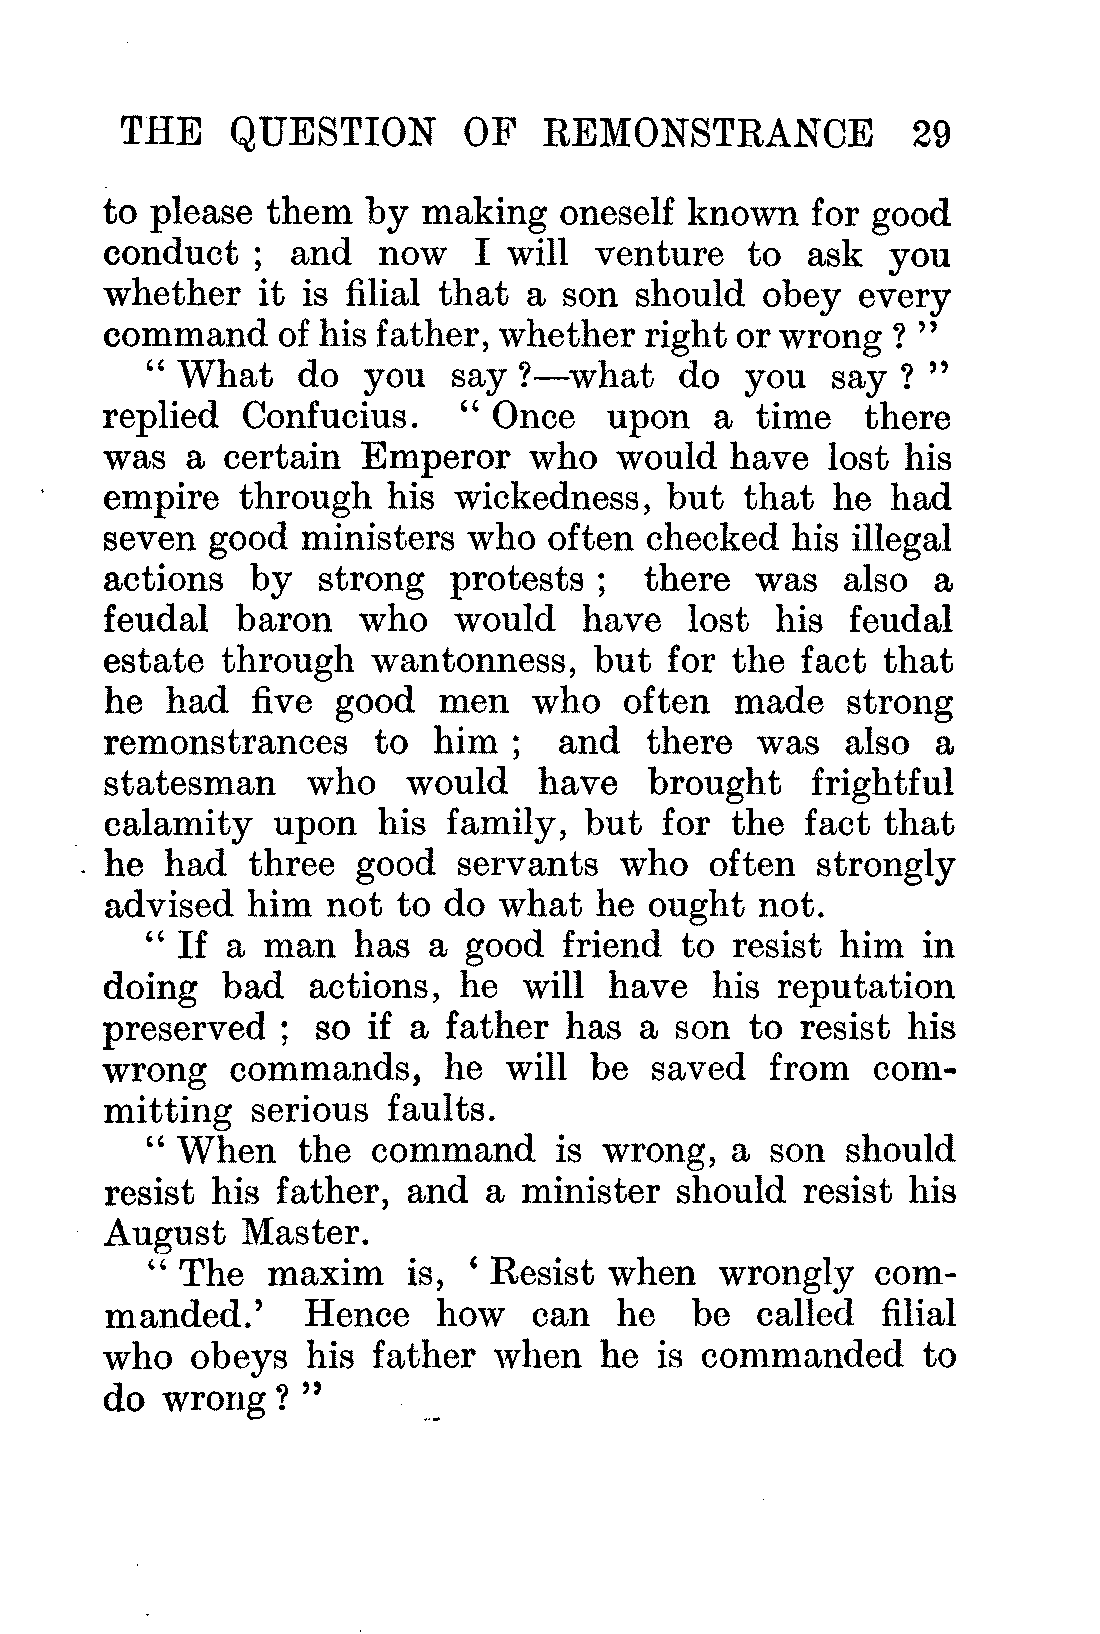 THE QUESTION OF REMONSTRANCE 29
to please them by making oneself known for good
conduct ; and now I will venture to ask you
whether it is filial that a son should obey every
command of his father, whether right or wrong ? ”
“ What do you say ?—what do you say ? ”
replied Confucius. “ Once upon a time there
was a certain Emperor who would have lost his
empire through his wickedness, but that he had
seven good ministers who often checked his illegal
actions by strong protests ; there was also a
feudal baron who would have lost his feudal
estate through wantonness, but for the fact that
he had five good men who often made strong
remonstrances to him ; and there was also a
statesman who would have brought frightful
calamity upon his family, but for the fact that
he had three good servants who often strongly
advised him not to do what he ought not.
“ If a man has a good friend to resist him in
doing bad actions, he will have his reputation
preserved ; so if a father has a son to resist his
wrong commands, he will be saved from com-
mitting serious faults.
“ When the command is wrong, a son should
resist his father, and a minister should resist his
August Master.
“ The maxim is, ‘ Resist when wrongly com-
manded.’ Hence how can he be called filial
who obeys his father when he is commanded to
do wrong ? ”